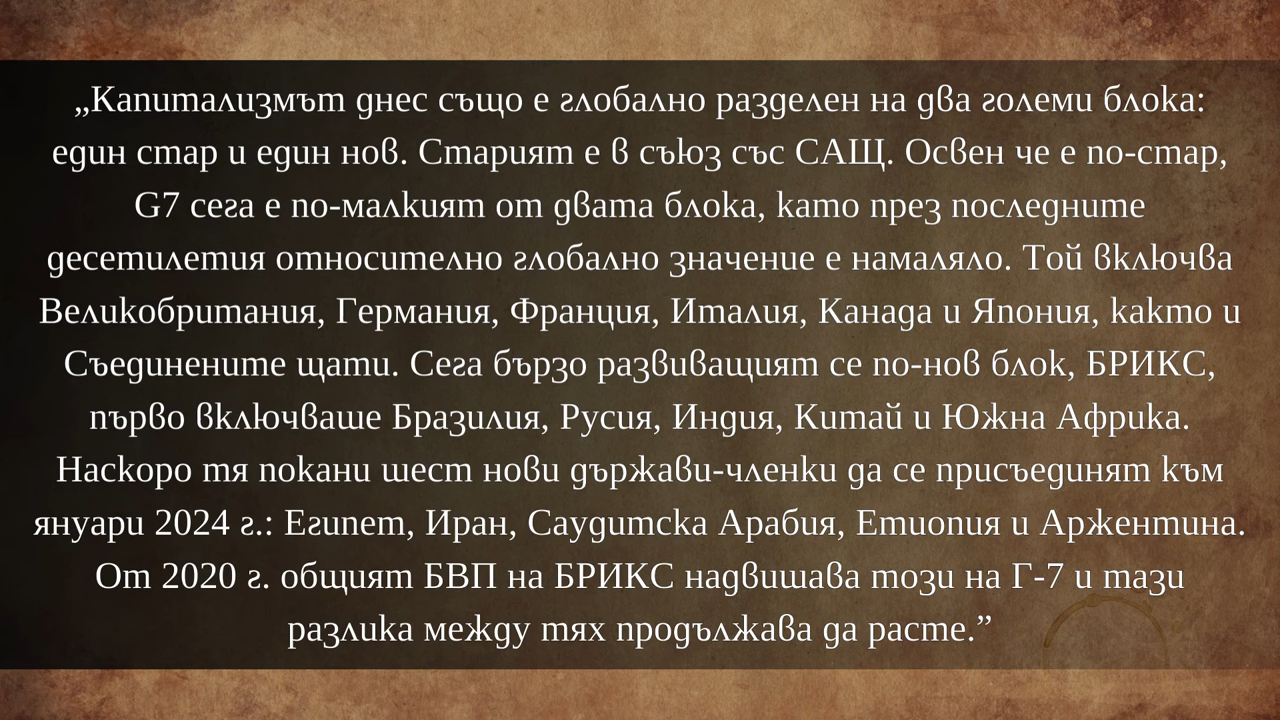 „Капитализмът днес също е глобално разделен на два големи блока:
един стар и един нов. Старият е в съюз със САЩ. Освен че е по-стар,
G7 сега е по-малкият от двата блока, като през последните
десетилетия относително глобално значение е намаляло. Той включва
Великобритания, Германия, Франция, Италия, Канада и Япония, както и
Съединените щати. Сега бързо развиващият се по-нов блок, БРИКС,
първо включваше Бразилия, Русия, Индия, Китай и Южна Африка.
Наскоро тя покани шест нови държави-членки да се присъединят към
януари 2024 г.: Египет, Иран, Саудитска Арабия, Етиопия и Аржентина.
От 2020 г. общият БВП на БРИКС надвишава този на Г-7 и тази
разлика между тях продължава да расте.”